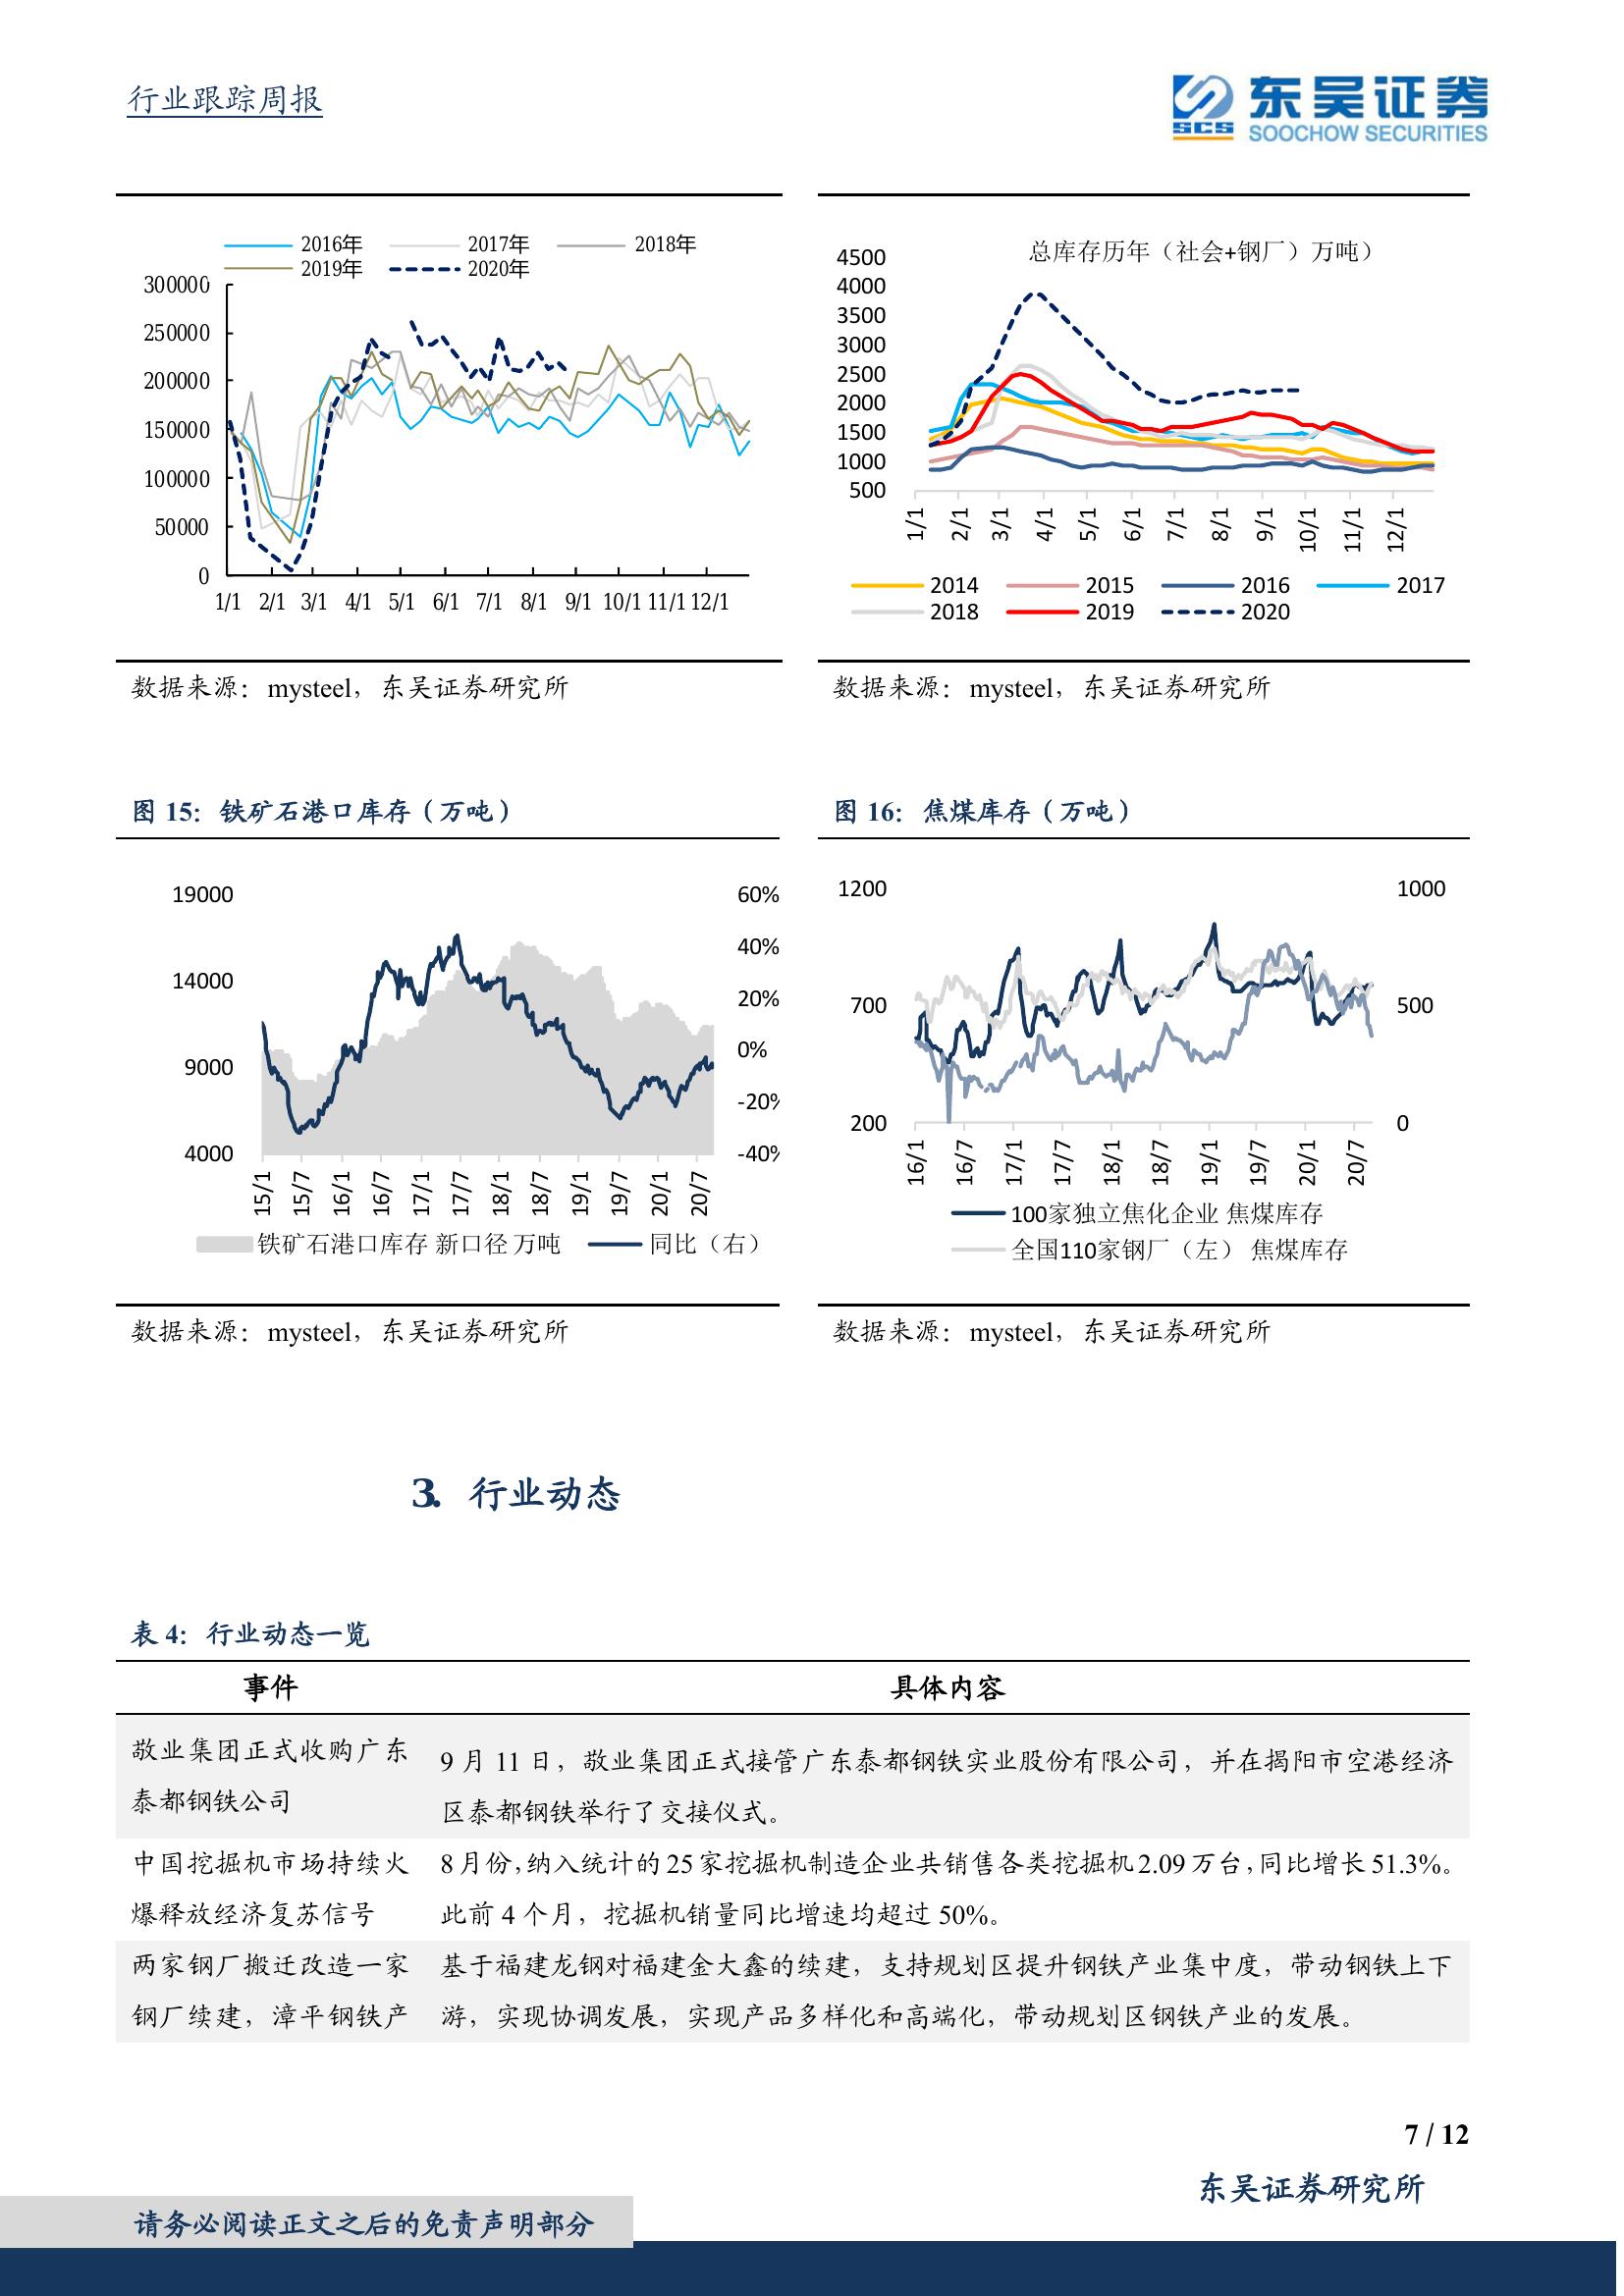 行业跟踪周报
SCS 东吴证券
SOOCHOW SECURITIES
2016年 2017年 2018年
2019年 2020年
300000
250000
200000
150000
100000
50000
0
1/1 2/1 3/1 4/1 5/1 6/1 7/1 8/1 9/1 10/1 11/1 12/1
总库存历年（社会+钢厂）万吨）
4500
4000
3500
3000
2500
2000
1500
1000
500
1/1 2/1 3/1 4/1 5/1 6/1 7/1 8/1 9/1 10/1 11/1 12/1
2014 2015 2016 2017
2018 2019 2020
数据来源：mysteel，东吴证券研究所
数据来源：mysteel，东吴证券研究所
图 15：铁矿石港口库存（万吨）
19000
14000
9000
4000
60%
40%
20%
0%
-20%
-40%
15/1 15/7 16/1 16/7 17/1 17/7 18/1 18/7 19/1 19/7 20/1 20/7
铁矿石港口库存 新口径 万吨 同比（右）
图 16：焦煤库存（万吨）
1200
700
200
1000
500
0
16/1 16/7 17/1 17/7 18/1 18/7 19/1 19/7 20/1 20/7
100家独立焦化企业 焦煤库存
全国110家钢厂（左） 焦煤库存
数据来源：mysteel，东吴证券研究所
数据来源：mysteel，东吴证券研究所
3. 行业动态
表 4：行业动态一览
事件 具体内容
敬业集团正式收购广东
泰都钢铁公司
9 月 11 日，敬业集团正式接管广东泰都钢铁实业股份有限公司，并在揭阳市空港经济
区泰都钢铁举行了交接仪式。
中国挖掘机市场持续火
爆释放经济复苏信号
8 月份，纳入统计的 25 家挖掘机制造企业共销售各类挖掘机 2.09 万台，同比增长 51.3%。
此前 4 个月，挖掘机销量同比增速均超过 50%。
两家钢厂搬迁改造一家
钢厂续建，漳平钢铁产
基于福建龙钢对福建金大鑫的续建，支持规划区提升钢铁产业集中度，带动钢铁上下
游，实现协调发展，实现产品多样化和高端化，带动规划区钢铁产业的发展。
7 / 12
东吴证券研究所
请务必阅读正文之后的免责声明部分